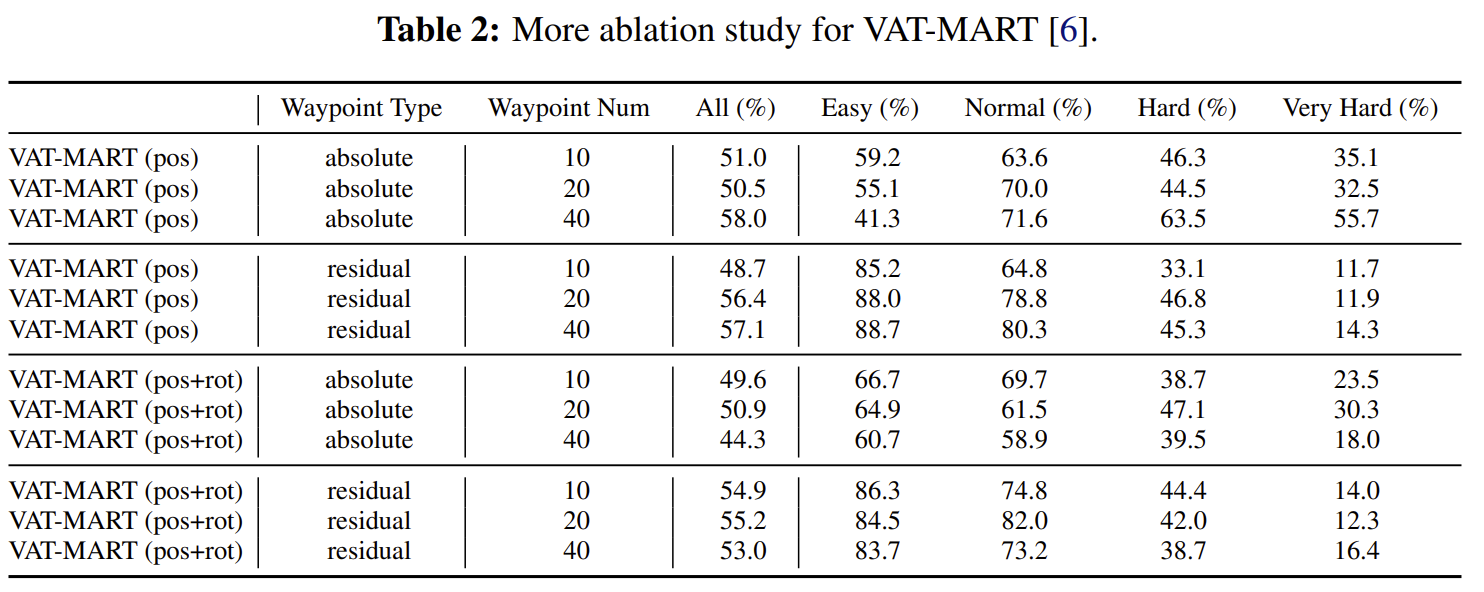 Table 2: More ablation study for VAT-MART [6].
Waypoint Type Waypoint Num All (%) Easy (%) Normal (%) Hard (%) Very Hard (%)
VAT-MART (pos) absolute 10 51.0 59.2 63.6 46.3 35.1
VAT-MART (pos) absolute 20 50.5 55.1 70.0 44.5 32.5
VAT-MART (pos) absolute 40 58.0 41.3 71.6 63.5 55.7
VAT-MART (pos) residual 10 48.7 85.2 64.8 33.1 11.7
VAT-MART (pos) residual 20 56.4 88.0 78.8 46.8 11.9
VAT-MART (pos) residual 40 57.1 88.7 80.3 45.3 14.3
VAT-MART (pos+rot) absolute 10 49.6 66.7 69.7 38.7 23.5
VAT-MART (pos+rot) absolute 20 50.9 64.9 61.5 47.1 30.3
VAT-MART (pos+rot) absolute 40 44.3 60.7 58.9 39.5 18.0
VAT-MART (pos+rot) residual 10 54.9 86.3 74.8 44.4 14.0
VAT-MART (pos+rot) residual 20 55.2 84.5 82.0 42.0 12.3
VAT-MART (pos+rot) residual 40 53.0 83.7 73.2 38.7 16.4